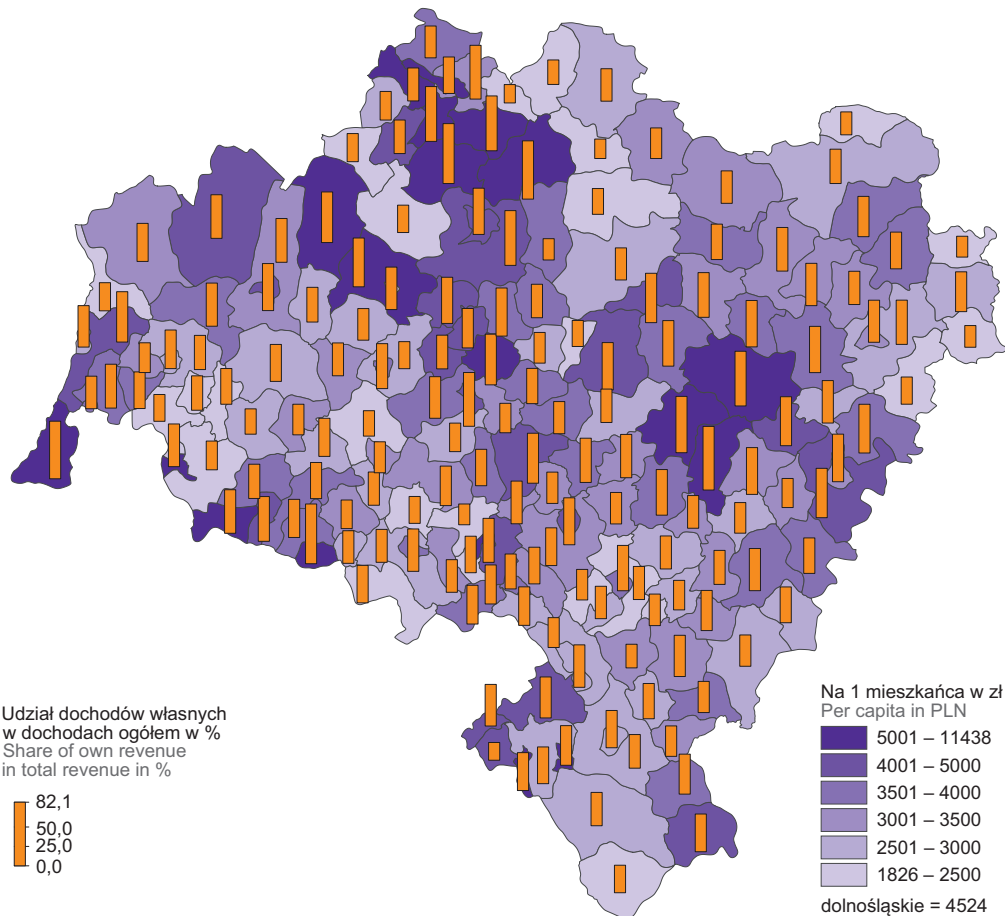 Udział dochodów własnych
w dochodach ogółem w %
Share of own revenue
in total revenue in %
82,1
50,0
25,0
0,0
Na 1 mieszkańca w zł
Per capita in PLN
5001 – 11438
4001 – 5000
3501 – 4000
3001 – 3500
2501 – 3000
1826 – 2500
dolnośląskie = 4524